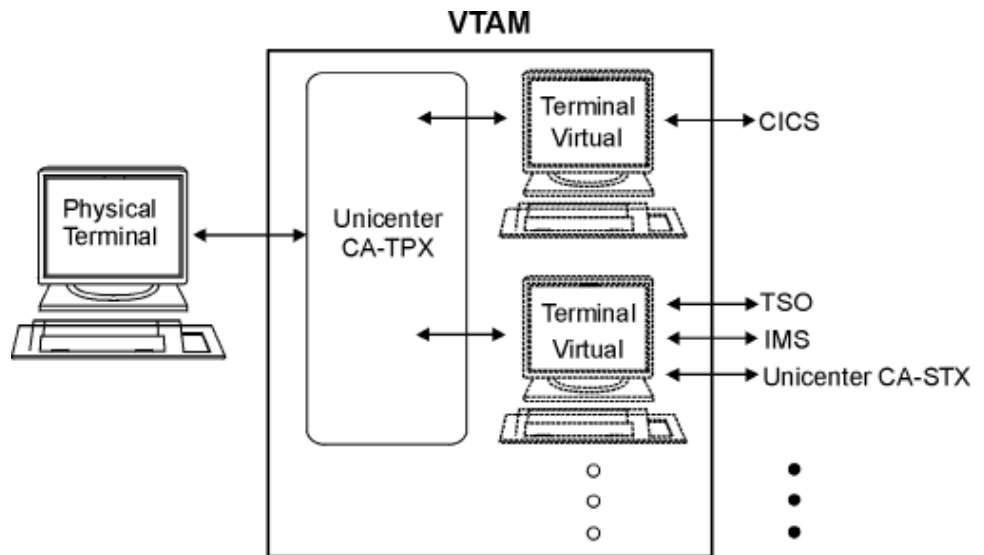 VTAM
Physical
Terminal
Unicenter
CA-TPX
Terminal
Virtual
CICS
Terminal
Virtual
TSO
IMS
Unicenter CA-STX